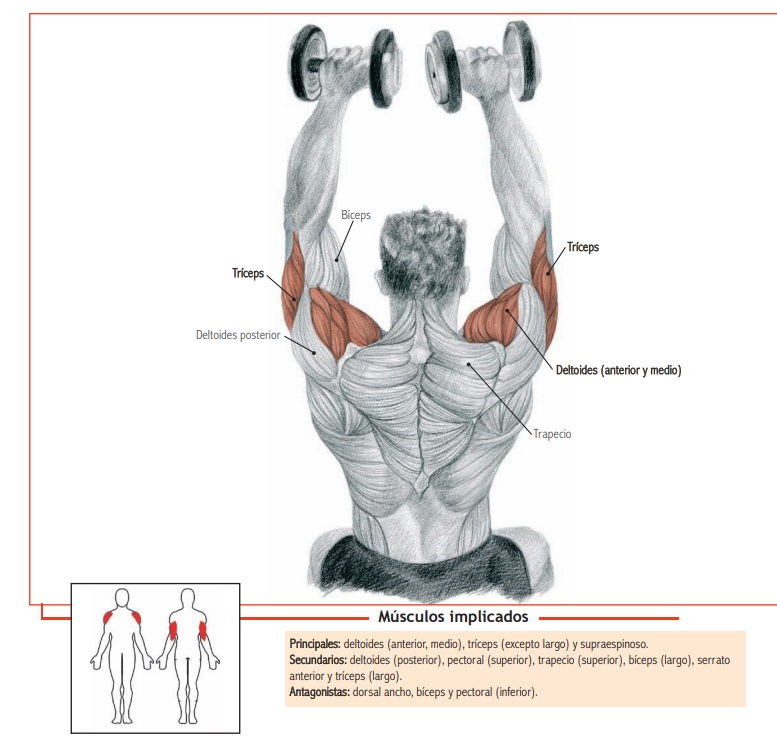 Bíceps
Tríceps
Tríceps
Deltoides posterior
Deltoides (anterior y medio)
Trapecio
Músculos implicados
Principales: deltoides (anterior, medio), tríceps (excepto largo) y supraespinoso.
Secundarios: deltoides (posterior), pectoral (superior), trapecio (superior), bíceps (largo), serrato
anterior y tríceps (largo).
Antagonistas: dorsal ancho, bíceps y pectoral (inferior).